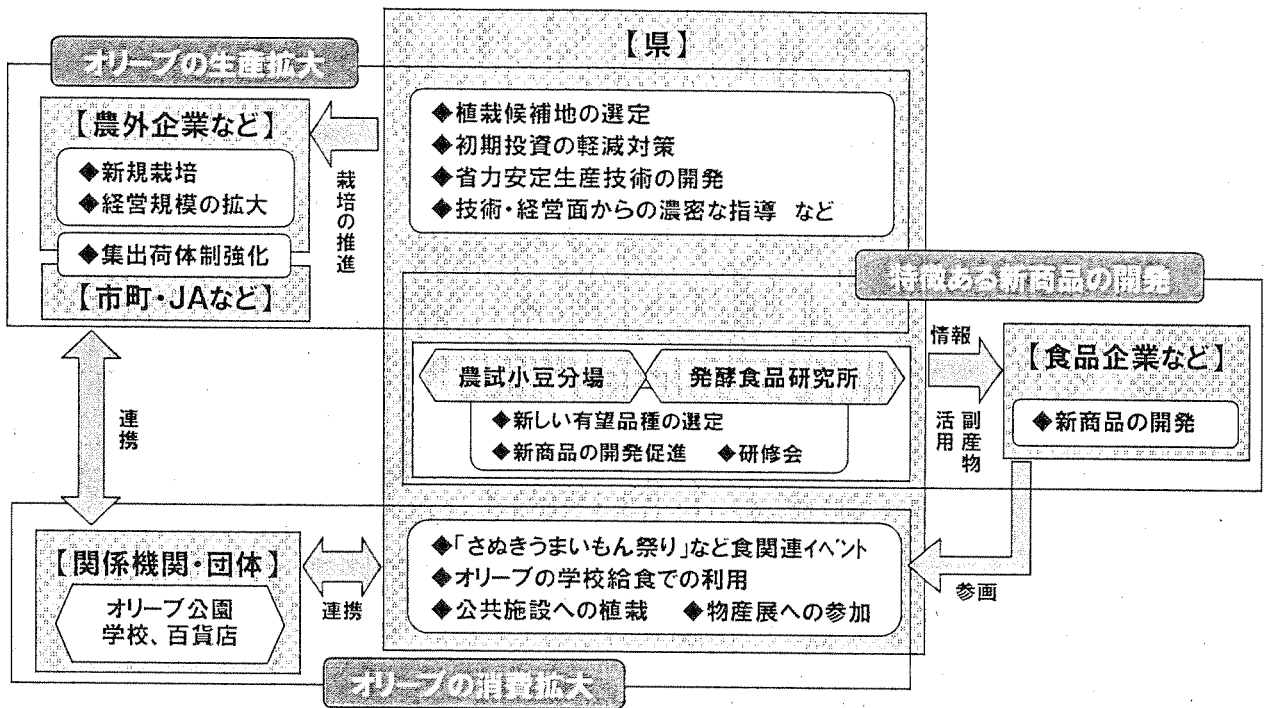 【県】
オリーブの生産拡大
【農外企業など】
◆新規栽培
◆経営規模の拡大
◆集出荷体制強化
【市町・JAなど】
栽培の推進
◆植栽候補地の選定
◆初期投資の軽減対策
◆省力安定生産技術の開発
◆技術・経営面からの濃密な指導 など
特徴ある新商品の開発
農試小豆分場
発酵食品研究所
◆新しい有望品種の選定
◆新商品の開発促進 ◆研修会
情報
副産物
活用
【食品企業など】
◆新商品の開発
連携
【関係機関・団体】
オリーブ公園
学校、百貨店
連携
◆「さぬきうまいもん祭り」など食関連イベント
◆オリーブの学校給食での利用
◆公共施設への植栽 ◆物産展への参加
参画
オリーブの消費拡大